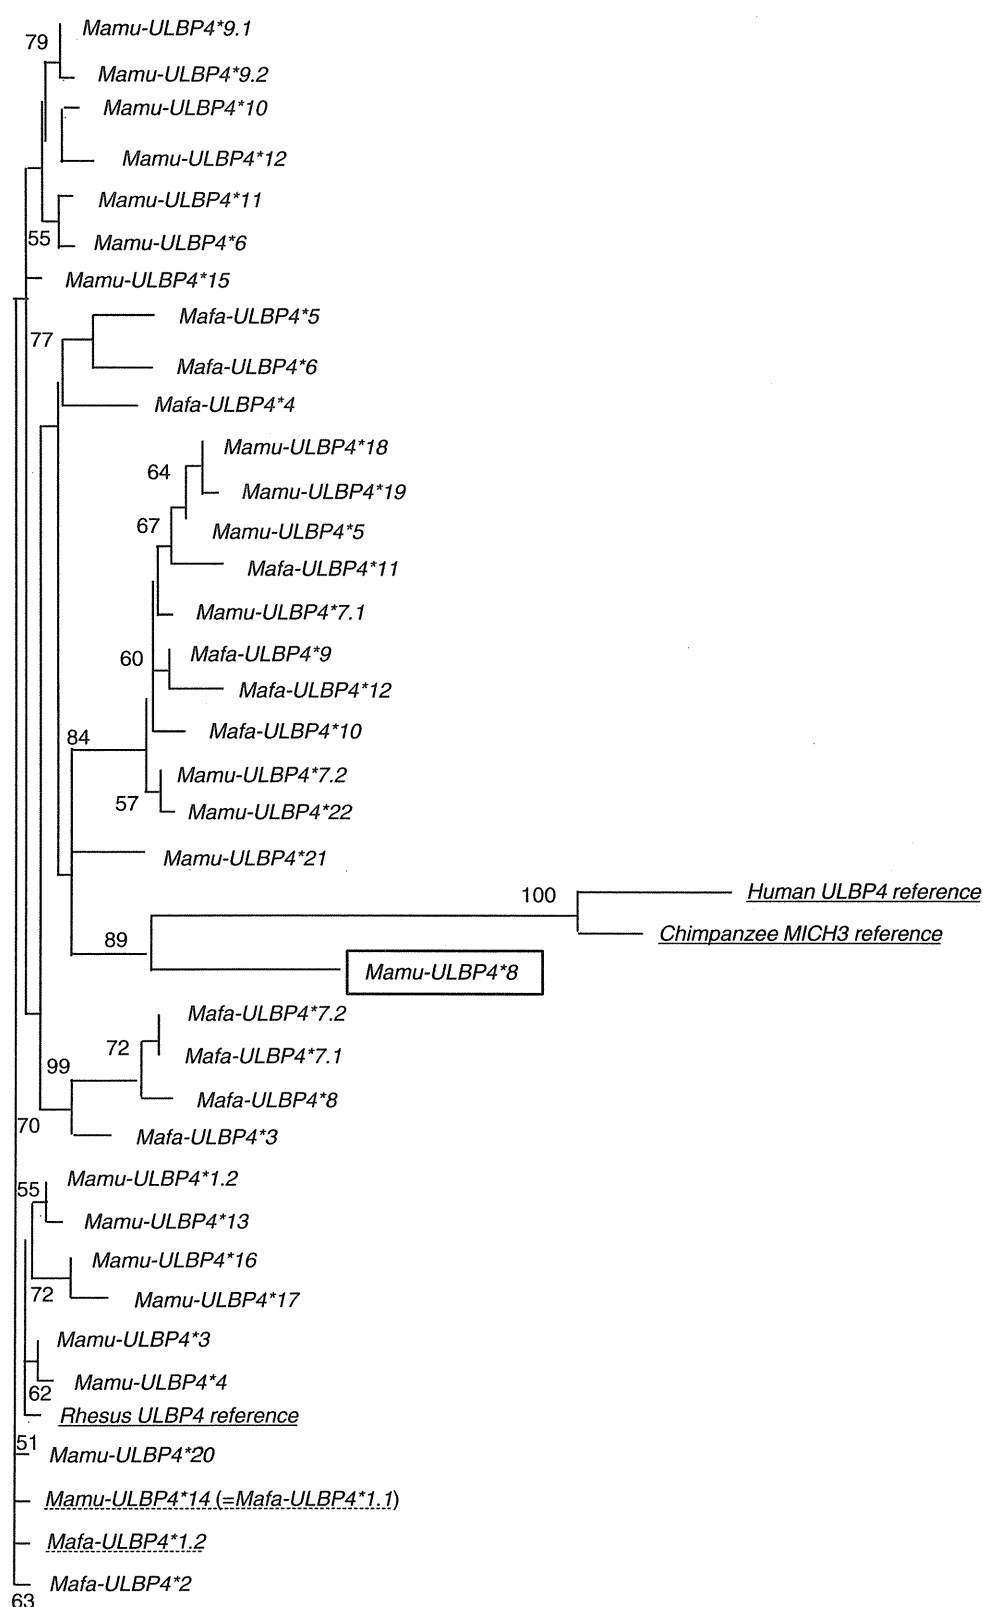 Mamu-ULBP4*9.1
79
Mamu-ULBP4*9.2
Mamu-ULBP4*10
Mamu-ULBP4*12
Mamu-ULBP4*11
55
Mamu-ULBP4*6
Mamu-ULBP4*15
Mafa-ULBP4*5
77
Mafa-ULBP4*6
Mafa-ULBP4*4
Mamu-ULBP4*18
64
Mamu-ULBP4*19
67
Mamu-ULBP4*5
Mafa-ULBP4*11
Mamu-ULBP4*7.1
60
Mafa-ULBP4*9
Mafa-ULBP4*12
Mafa-ULBP4*10
84
Mamu-ULBP4*7.2
57
Mamu-ULBP4*22
Mamu-ULBP4*21
100
Human ULBP4 reference
89
Chimpanzee MICH3 reference
Mamu-ULBP4*8
Mafa-ULBP4*7.2
72
Mafa-ULBP4*7.1
99
Mafa-ULBP4*8
70
Mafa-ULBP4*3
Mamu-ULBP4*1.2
55
Mamu-ULBP4*13
Mamu-ULBP4*16
72
Mamu-ULBP4*17
Mamu-ULBP4*3
Mamu-ULBP4*4
62
Rhesus ULBP4 reference
51
Mamu-ULBP4*20
Mamu-ULBP4*14 (=Mafa-ULBP4*1.1)
Mafa-ULBP4*1.2
Mafa-ULBP4*2
63